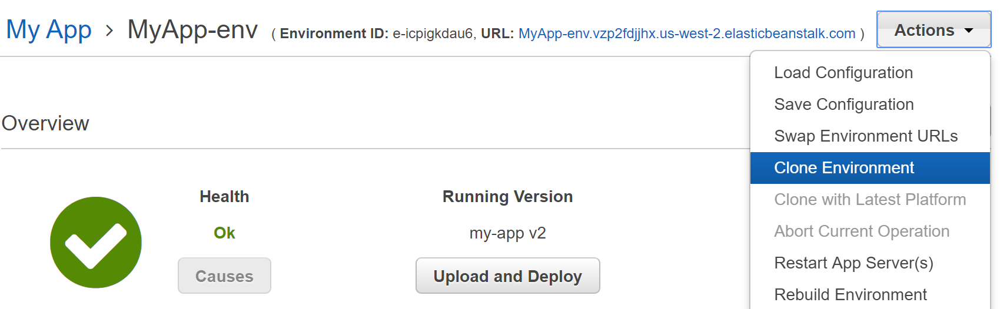 My App > MyApp-env ( Environment ID: e-icpigkdau6, URL: MyApp-env.vzp2fdjjhx.us-west-2.elasticbeanstalk.com )
Actions
Load Configuration
Save Configuration
Swap Environment URLs
Clone Environment
Clone with Latest Platform
Abort Current Operation
Restart App Server(s)
Rebuild Environment
Overview
Health
Ok
Causes
Running Version
my-app v2
Upload and Deploy